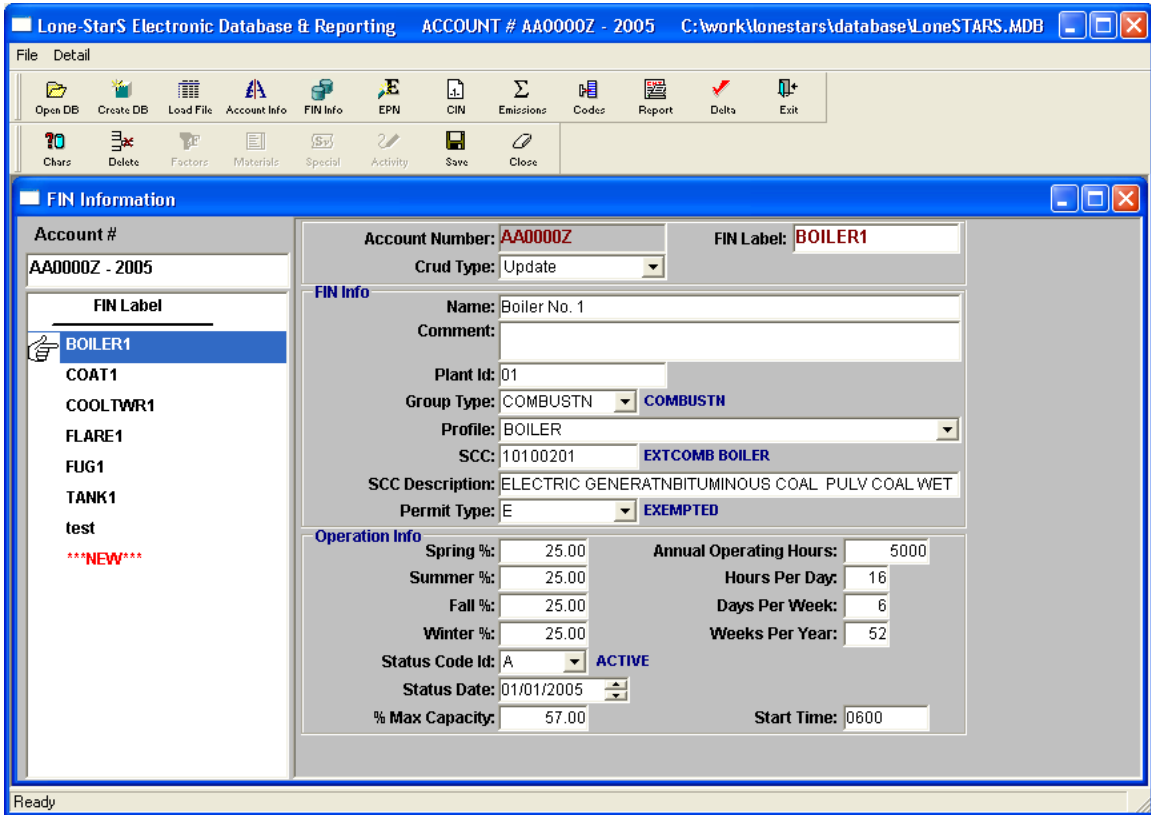 Lone-StarS Electronic Database & Reporting ACCOUNT # AA0000Z - 2005 C:\work\lonestars\database\LoneSTARS.MDB
File Detail
Open DB Create DB Load File Account Info FIN Info EPN CIN Emissions Codes Report Delta Exit
Chars Delete Factors Materials Special Activity Save Close
FIN Information
Account #
AA0000Z - 2005
FIN Label
BOILER1
COAT1
COOLTWR1
FLARE1
FUG1
TANK1
test
***NEW***
Account Number: AA0000Z FIN Label: BOILER1
Crud Type: Update
FIN Info
Name: Boiler No. 1
Comment:
Plant Id: 01
Group Type: COMBUSTN COMBUSTN
Profile: BOILER
SCC: 10100201 EXTCOMB BOILER
SCC Description: ELECTRIC GENERATNBITUMINOUS COAL PULV COAL WET
Permit Type: E EXEMPTED
Operation Info
Spring %: 25.00 Annual Operating Hours: 5000
Summer %: 25.00 Hours Per Day: 16
Fall %: 25.00 Days Per Week: 6
Winter %: 25.00 Weeks Per Year: 52
Status Code Id: A ACTIVE
Status Date: 01/01/2005
% Max Capacity: 57.00 Start Time: 0600
Ready